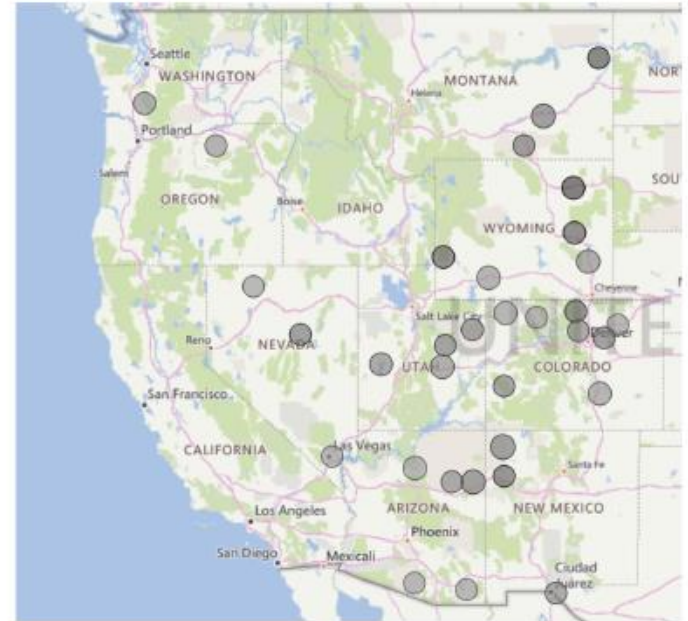 Seattle
WASHINGTON
MONTANA
NOR
Helena
Portland
Salem
OREGON
Boise
IDAHO
SOU
WYOMING
Cheyenne
Salt Lake City
UNITE
Reno
NEVADA
UTAH
COLORADO
San Francisco
CALIFORNIA
Las Vegas
Santa Fe
ARIZONA
NEW MEXICO
Los Angeles
Phoenix
San Diego
Mexicali
Ciudad
Juárez